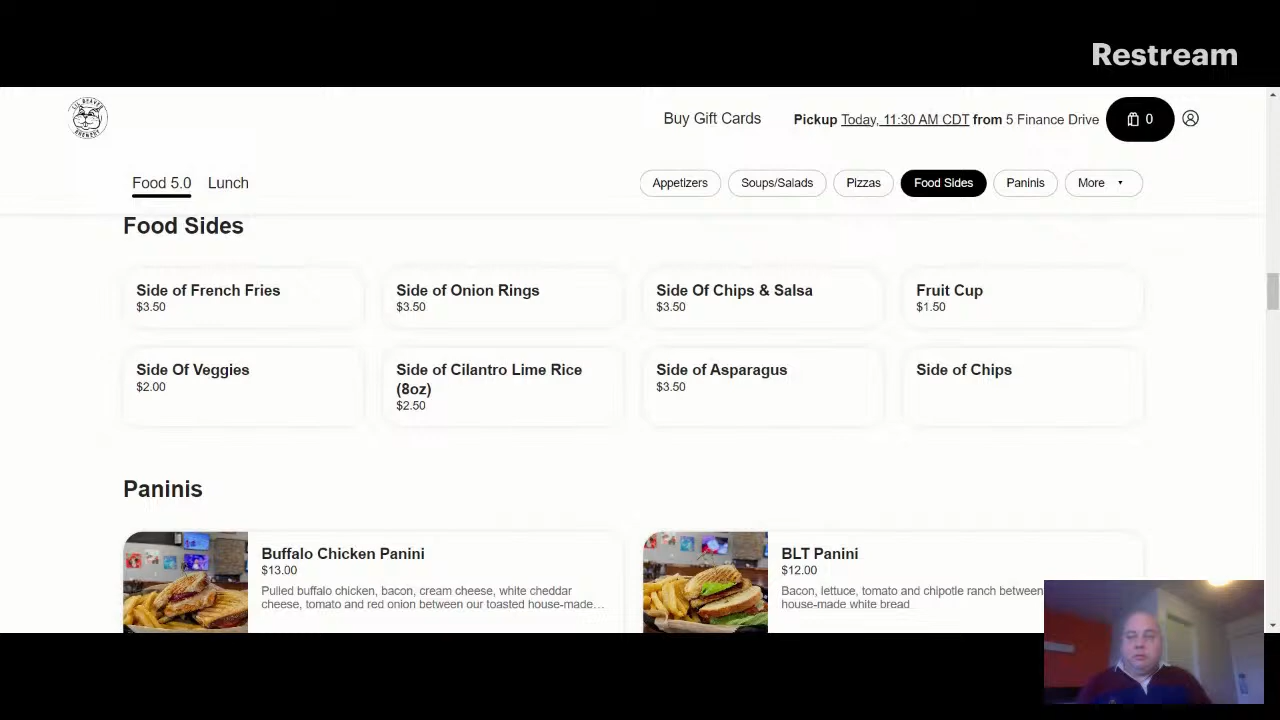 Restream
LIL BEAVER
BREWERY
Buy Gift Cards
Pickup Today, 11:30 AM CDT from 5 Finance Drive
0
Food 5.0
Lunch
Appetizers
Soups/Salads
Pizzas
Food Sides
Paninis
More
Food Sides
Side of French Fries
$3.50
Side of Onion Rings
$3.50
Side Of Chips & Salsa
$3.50
Fruit Cup
$1.50
Side Of Veggies
$2.00
Side of Cilantro Lime Rice
(8oz)
$2.50
Side of Asparagus
$3.50
Side of Chips
Paninis
Buffalo Chicken Panini
$13.00
Pulled buffalo chicken, bacon, cream cheese, white cheddar
cheese, tomato and red onion between our toasted house-made…
BLT Panini
$12.00
Bacon, lettuce, tomato and chipotle ranch between
house-made white bread